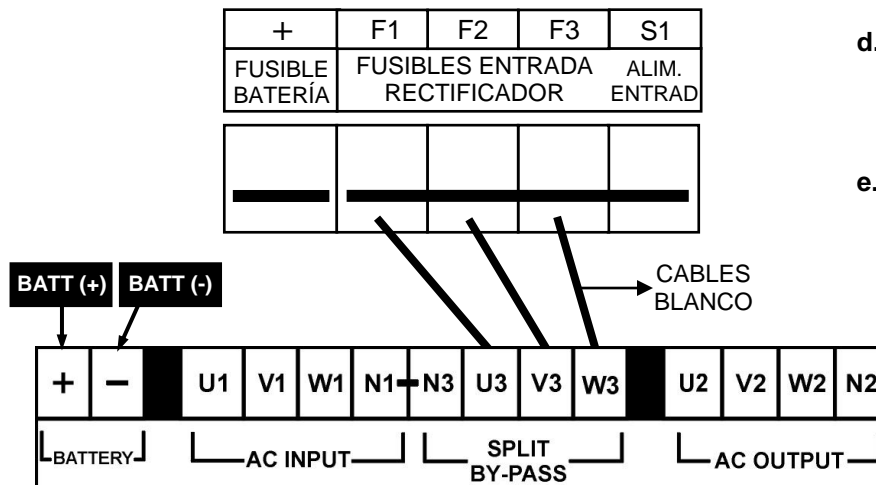 + F1 F2 F3 S1
d.
FUSIBLE FUSIBLES ENTRADA ALIM.
BATERÍA RECTIFICADOR ENTRAD
e.
BATT (+) BATT (-)
CABLES
BLANCO
+ − U1 V1 W1 N1 N3 U3 V3 W3 U2 V2 W2 N2
BATTERY AC INPUT SPLIT AC OUTPUT
BY-PASS